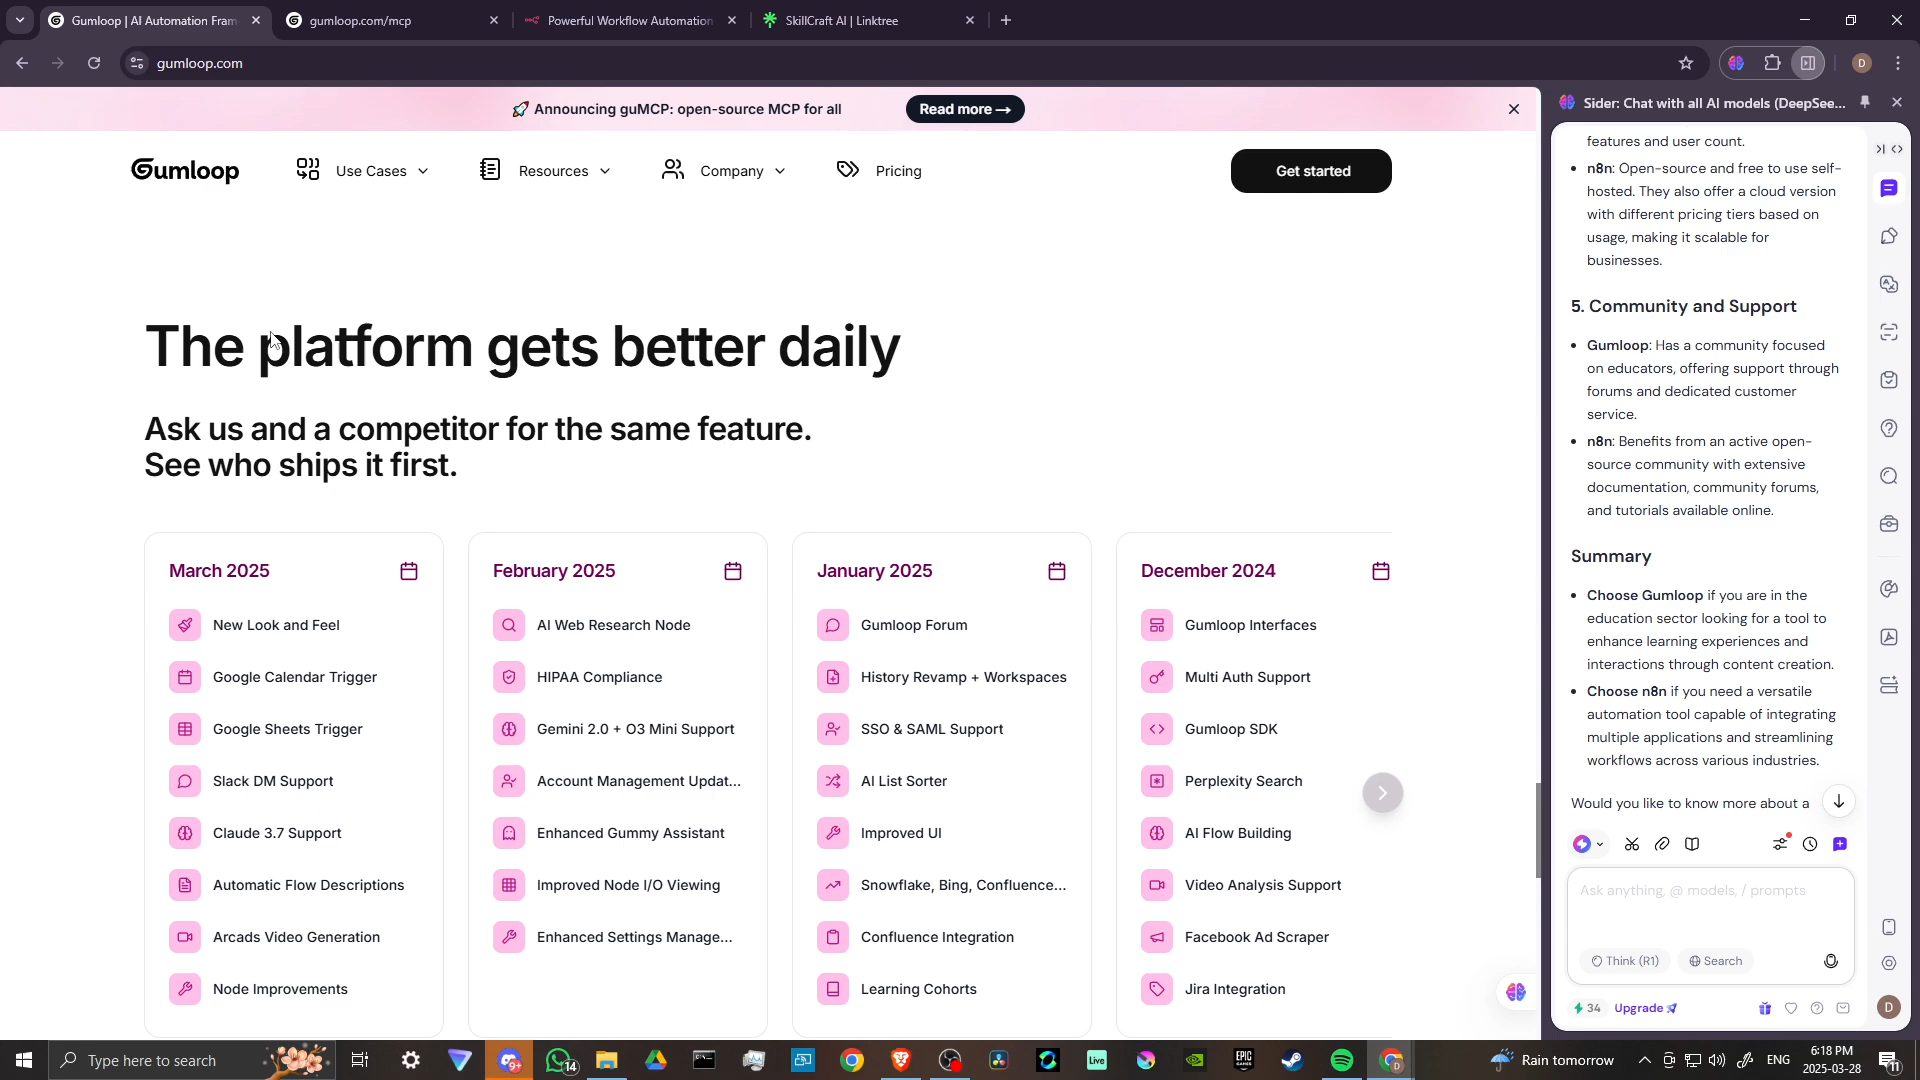 Gumloop | AI Automation Fram
gumloop.com/mcp
Powerful Workflow Automation
SkillCraft AI | Linktree
gumloop.com
D
🚀 Announcing guMCP: open-source MCP for all
Read more →
Gumloop
Use Cases
Resources
Company
Pricing
Get started
The platform gets better daily
Ask us and a competitor for the same feature.
See who ships it first.
March 2025
New Look and Feel
Google Calendar Trigger
Google Sheets Trigger
Slack DM Support
Claude 3.7 Support
Automatic Flow Descriptions
Arcads Video Generation
Node Improvements
February 2025
AI Web Research Node
HIPAA Compliance
Gemini 2.0 + O3 Mini Support
Account Management Updat...
Enhanced Gummy Assistant
Improved Node I/O Viewing
Enhanced Settings Manage...
January 2025
Gumloop Forum
History Revamp + Workspaces
SSO & SAML Support
AI List Sorter
Improved UI
Snowflake, Bing, Confluence...
Confluence Integration
Learning Cohorts
December 2024
Gumloop Interfaces
Multi Auth Support
Gumloop SDK
Perplexity Search
AI Flow Building
Video Analysis Support
Facebook Ad Scraper
Jira Integration
Sider: Chat with all AI models (DeepSee...
features and user count.
• n8n: Open-source and free to use self-
hosted. They also offer a cloud version
with different pricing tiers based on
usage, making it scalable for
businesses.
5. Community and Support
• Gumloop: Has a community focused
on educators, offering support through
forums and dedicated customer
service.
• n8n: Benefits from an active open-
source community with extensive
documentation, community forums,
and tutorials available online.
Summary
• Choose Gumloop if you are in the
education sector looking for a tool to
enhance learning experiences and
interactions through content creation.
• Choose n8n if you need a versatile
automation tool capable of integrating
multiple applications and streamlining
workflows across various industries.
Would you like to know more about a
Ask anything, @ models, / prompts
Think (R1)
Search
34
Upgrade
D
Type here to search
9+
14
Live
EPIC
GAMES
D
Rain tomorrow
ENG
6:18 PM
2025-03-28
11